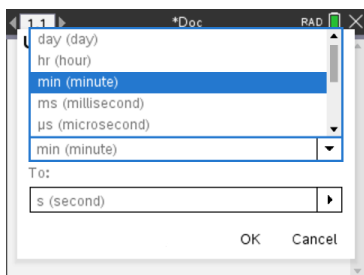 1.1 *Doc RAD
day (day)
hr (hour)
min (minute)
ms (millisecond)
µs (microsecond)
min (minute)
To:
s (second)
OK Cancel